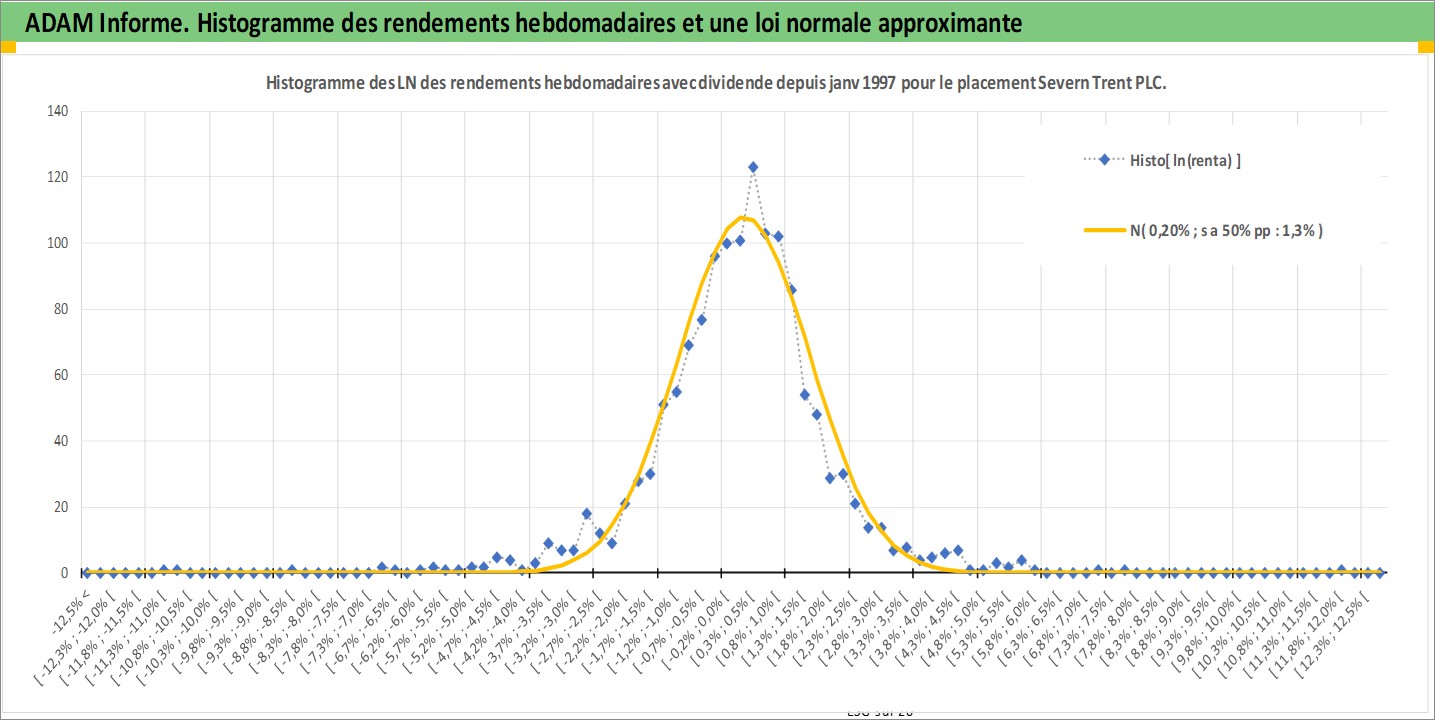 ADAM Informe. Histogramme des rendements hebdomadaires et une loi normale approximante
Histogramme des LN des rendements hebdomadaires avec dividende depuis janv 1997 pour le placement Severn Trent PLC.
140
120
100
80
60
40
20
0
Histo[ ln(renta) ]
N( 0,20% ; s a 50% pp : 1,3% )
-12,5% <
[ -12,3% ; -12,0% [
[ -11,8% ; -11,5% [
[ -11,3% ; -11,0% [
[ -10,8% ; -10,5% [
[ -10,3% ; -10,0% [
[ -9,8% ; -9,5% [
[ -9,3% ; -9,0% [
[ -8,8% ; -8,5% [
[ -8,3% ; -8,0% [
[ -7,8% ; -7,5% [
[ -7,3% ; -7,0% [
[ -6,7% ; -6,5% [
[ -6,2% ; -6,0% [
[ -5,7% ; -5,5% [
[ -5,2% ; -5,0% [
[ -4,7% ; -4,5% [
[ -4,2% ; -4,0% [
[ -3,7% ; -3,5% [
[ -3,2% ; -3,0% [
[ -2,7% ; -2,5% [
[ -2,2% ; -2,0% [
[ -1,7% ; -1,5% [
[ -1,2% ; -1,0% [
[ -0,7% ; -0,5% [
[ -0,2% ; 0,0% [
[ 0,3% ; 0,5% [
[ 0,8% ; 1,0% [
[ 1,3% ; 1,5% [
[ 1,8% ; 2,0% [
[ 2,3% ; 2,5% [
[ 2,8% ; 3,0% [
[ 3,3% ; 3,5% [
[ 3,8% ; 4,0% [
[ 4,3% ; 4,5% [
[ 4,8% ; 5,0% [
[ 5,3% ; 5,5% [
[ 5,8% ; 6,0% [
[ 6,3% ; 6,5% [
[ 6,8% ; 7,0% [
[ 7,3% ; 7,5% [
[ 7,8% ; 8,0% [
[ 8,3% ; 8,5% [
[ 8,8% ; 9,0% [
[ 9,3% ; 9,5% [
[ 9,8% ; 10,0% [
[ 10,3% ; 10,5% [
[ 10,8% ; 11,0% [
[ 11,3% ; 11,5% [
[ 11,8% ; 12,0% [
[ 12,3% ; 12,5% [